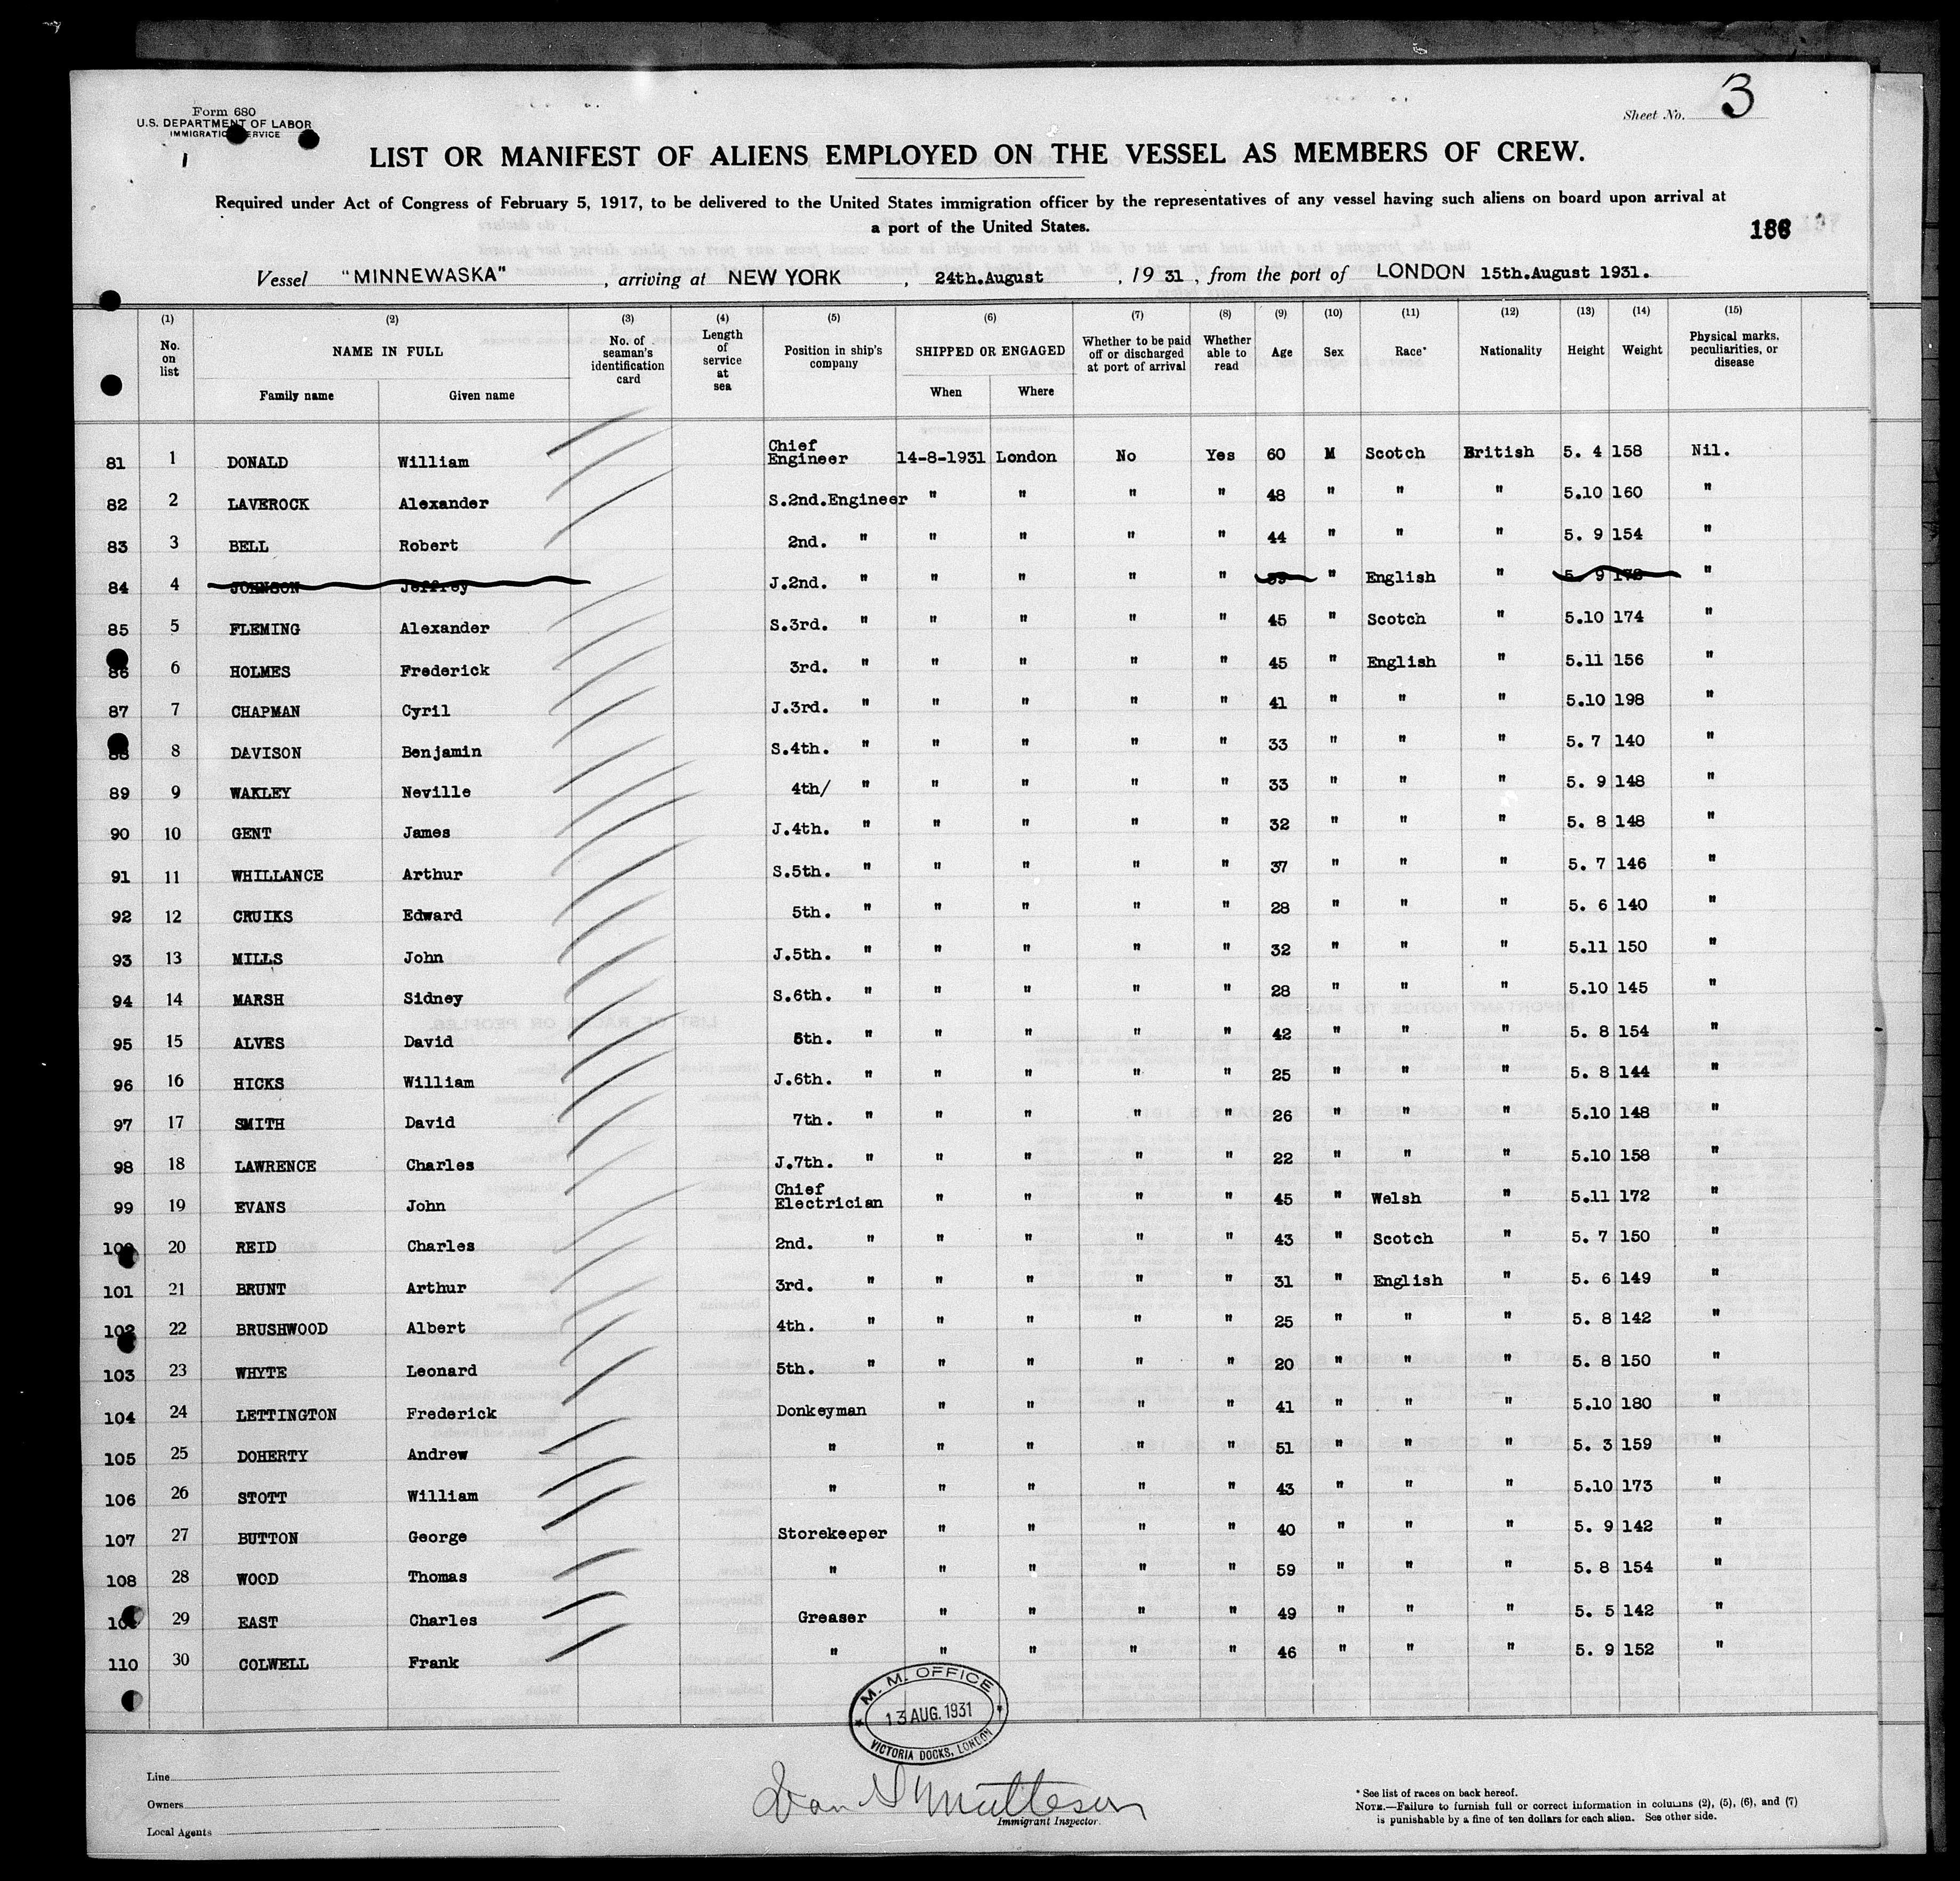 Form 680
U.S. DEPARTMENT OF LABOR
IMMIGRATION SERVICE
Sheet No. 3
LIST OR MANIFEST OF ALIENS EMPLOYED ON THE VESSEL AS MEMBERS OF CREW.
Required under Act of Congress of February 5, 1917, to be delivered to the United States immigration officer by the representatives of any vessel having such aliens on board upon arrival at
a port of the United States.
Vessel "MINNEWASKA", arriving at NEW YORK, 24th.August, 1931, from the port of LONDON 15th.August 1931.
(1) (2) (3) (4) (5) (6) (7) (8) (9) (10) (11) (12) (13) (14) (15)
No. on list NAME IN FULL No. of seaman's identification card Length of service at sea Position in ship's company SHIPPED OR ENGAGED Whether to be paid off or discharged at port of arrival Whether able to read Age Sex Race* Nationality Height Weight Physical marks, peculiarities, or disease
Family name Given name When Where
81 1 DONALD William Chief Engineer 14-8-1931 London No Yes 60 M Scotch British 5. 4 158 Nil.
82 2 LAVEROCK Alexander S.2nd.Engineer " " " " 48 " " " 5.10 160 "
83 3 BELL Robert 2nd. " " " " " 44 " " " 5. 9 154 "
84 4 JOHNSON Jeffrey J.2nd. " " " " " " English " 5. 9 "
85 5 FLEMING Alexander S.3rd. " " " " " 45 " Scotch " 5.10 174 "
86 6 HOLMES Frederick 3rd. " " " " " 45 " English " 5.11 156 "
87 7 CHAPMAN Cyril J.3rd. " " " " " 41 " " " 5.10 198 "
88 8 DAVISON Benjamin S.4th. " " " " " 33 " " " 5. 7 140 "
89 9 WAKLEY Neville 4th/ " " " " " 33 " " " 5. 9 148 "
90 10 GENT James J.4th. " " " " " 32 " " " 5. 8 148 "
91 11 WHILLANCE Arthur S.5th. " " " " " 37 " " " 5. 7 146 "
92 12 CRUIKS Edward 5th. " " " " " 28 " " " 5. 6 140 "
93 13 MILLS John J.5th. " " " " " 32 " " " 5.11 150 "
94 14 MARSH Sidney S.6th. " " " " " 28 " " " 5.10 145 "
95 15 ALVES David 6th. " " " " " 42 " " " 5. 8 154 "
96 16 HICKS William J.6th. " " " " " 25 " " " 5. 8 144 "
97 17 SMITH David 7th. " " " " " 26 " " " 5.10 148 "
98 18 LAWRENCE Charles J.7th. " " " " " 22 " " " 5.10 158 "
99 19 EVANS John Chief Electrician " " " " 45 " Welsh " 5.11 172 "
100 20 REID Charles 2nd. " " " " " 43 " Scotch " 5. 7 150 "
101 21 BRUNT Arthur 3rd. " " " " " 31 " English " 5. 6 149 "
102 22 BRUSHWOOD Albert 4th. " " " " " 25 " " " 5. 8 142 "
103 23 WHYTE Leonard 5th. " " " " " 20 " " " 5. 8 150 "
104 24 LETTINGTON Frederick Donkeyman " " " " 41 " " " 5.10 180 "
105 25 DOHERTY Andrew " " " " " 51 " " " 5. 3 159 "
106 26 STOTT William " " " " " 43 " " " 5.10 173 "
107 27 BUTTON George Storekeeper " " " " 40 " " " 5. 9 142 "
108 28 WOOD Thomas " " " " " 59 " " " 5. 8 154 "
29 EAST Charles Greaser " " " " 49 " " " 5. 5 142 "
110 30 COLWELL Frank " " " " " 46 " " " 5. 9 152 "
M. M. OFFICE
13 AUG. 1931
VICTORIA DOCKS, LONDON
Line
Owners
Local Agents
Immigrant Inspector.
* See list of races on back hereof.
NOTE.—Failure to furnish full or correct information in columns (2), (5), (6), and (7)
is punishable by a fine of ten dollars for each alien. See other side.